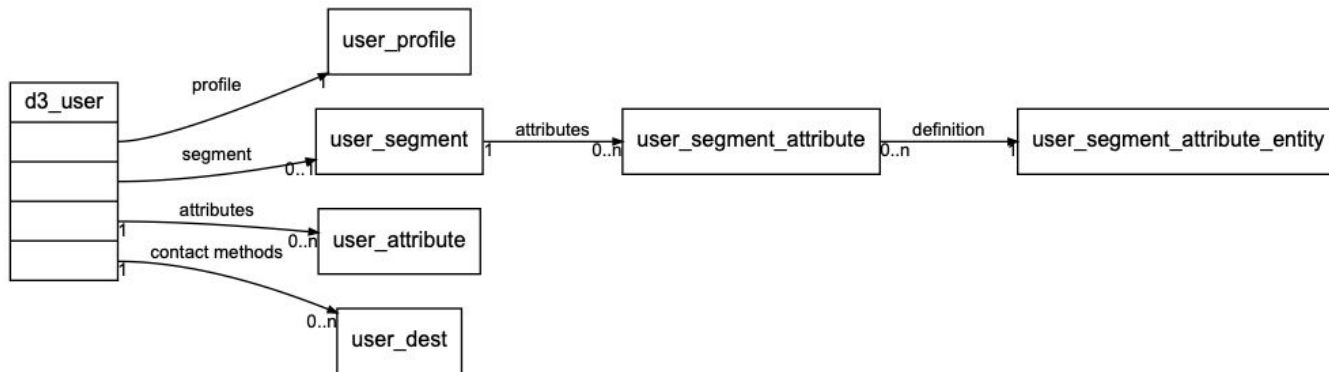 user_profile
1
profile
d3_user
segment
user_segment
0..1
attributes
1
0..n
user_segment_attribute
definition
0..n
1
user_segment_attribute_entity
attributes
1
0..n
user_attribute
contact methods
1
0..n
user_dest